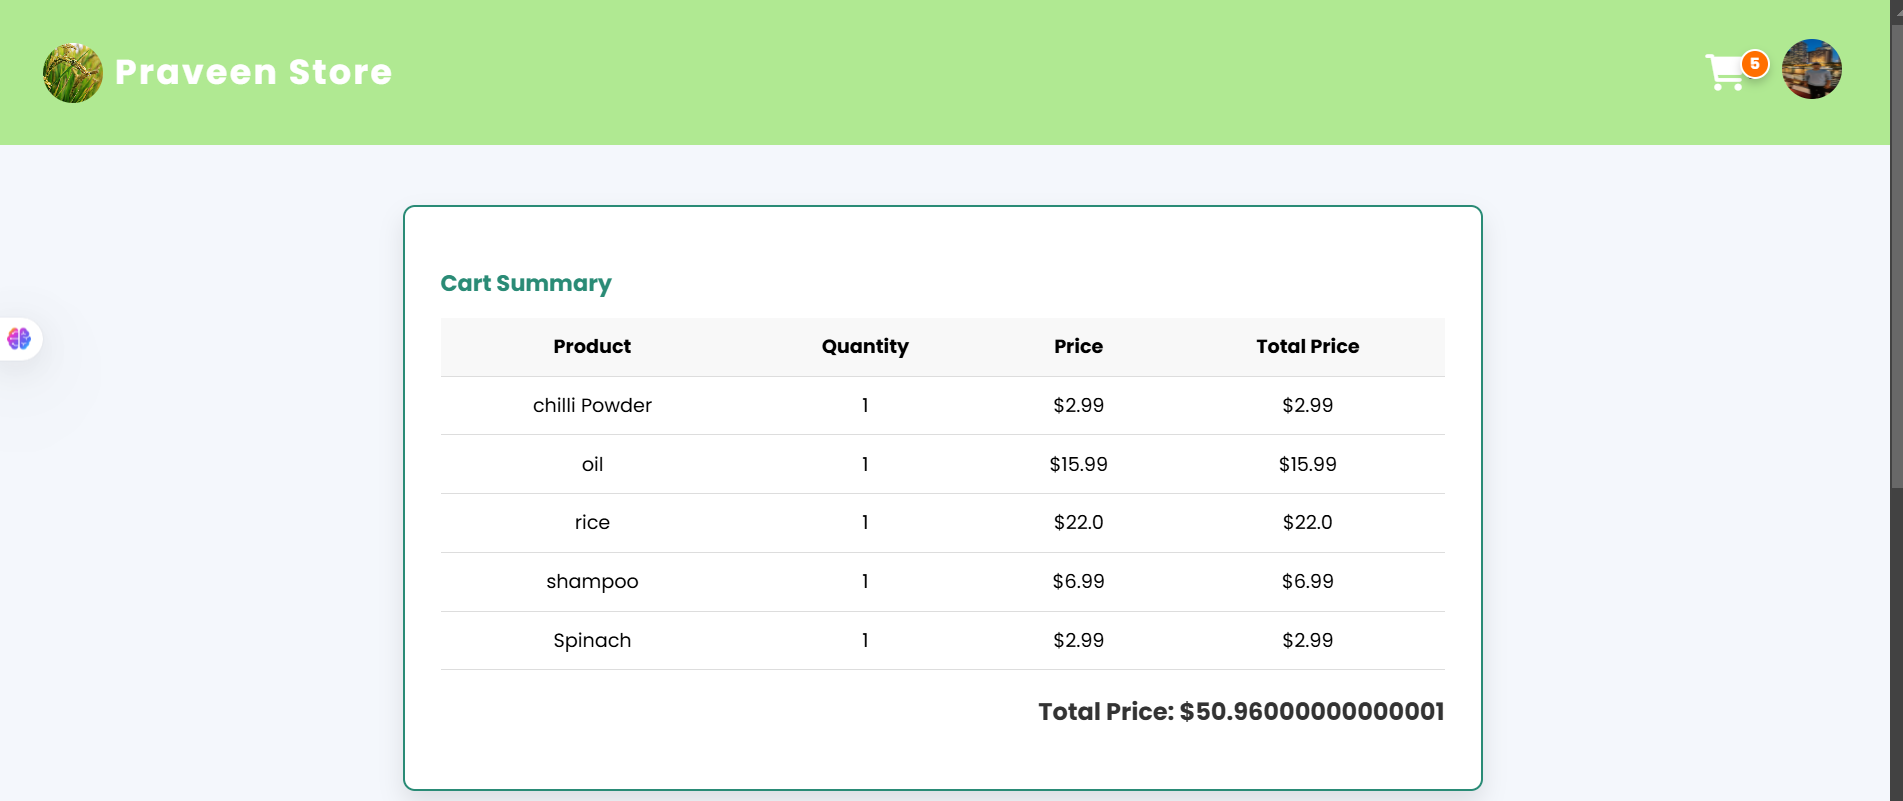 Praveen Store
5
Cart Summary
Product Quantity Price Total Price
chilli Powder 1 $2.99 $2.99
oil 1 $15.99 $15.99
rice 1 $22.0 $22.0
shampoo 1 $6.99 $6.99
Spinach 1 $2.99 $2.99
Total Price: $50.96000000000001